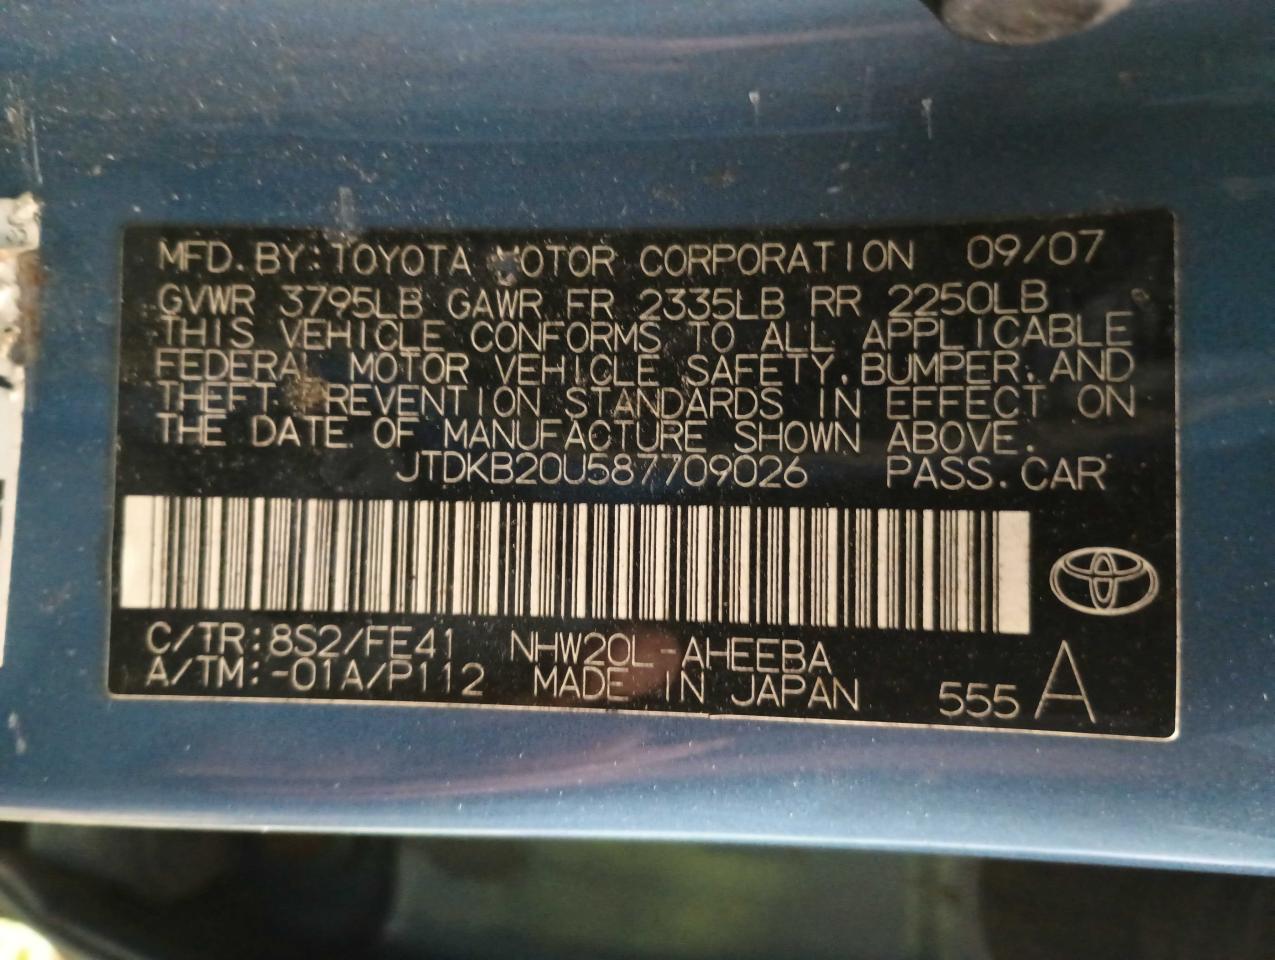 MFD. BY: TOYOTA MOTOR CORPORATION 09/07
GVWR 3795LB GAWR FR 2335LB RR 2250LB
THIS VEHICLE CONFORMS TO ALL APPLICABLE
FEDERAL MOTOR VEHICLE SAFETY, BUMPER, AND
THEFT PREVENTION STANDARDS IN EFFECT ON
THE DATE OF MANUFACTURE SHOWN ABOVE.
JTDKB20U587709026 PASS. CAR
C/TR: 8S2/FE41 NHW20L-AHEEBA
A/TM: -01A/P112 MADE IN JAPAN 555 A